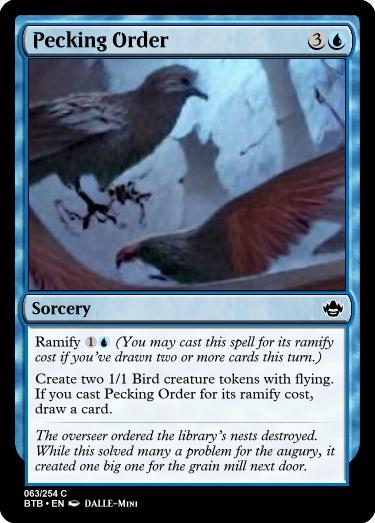 Pecking Order 3
Sorcery
Ramify 1 (You may cast this spell for its ramify
cost if you've drawn two or more cards this turn.)
Create two 1/1 Bird creature tokens with flying.
If you cast Pecking Order for its ramify cost,
draw a card.
The overseer ordered the library's nests destroyed.
While this solved many a problem for the augury, it
created one big one for the grain mill next door.
063/254 C
BTB • EN DALLE-Mini